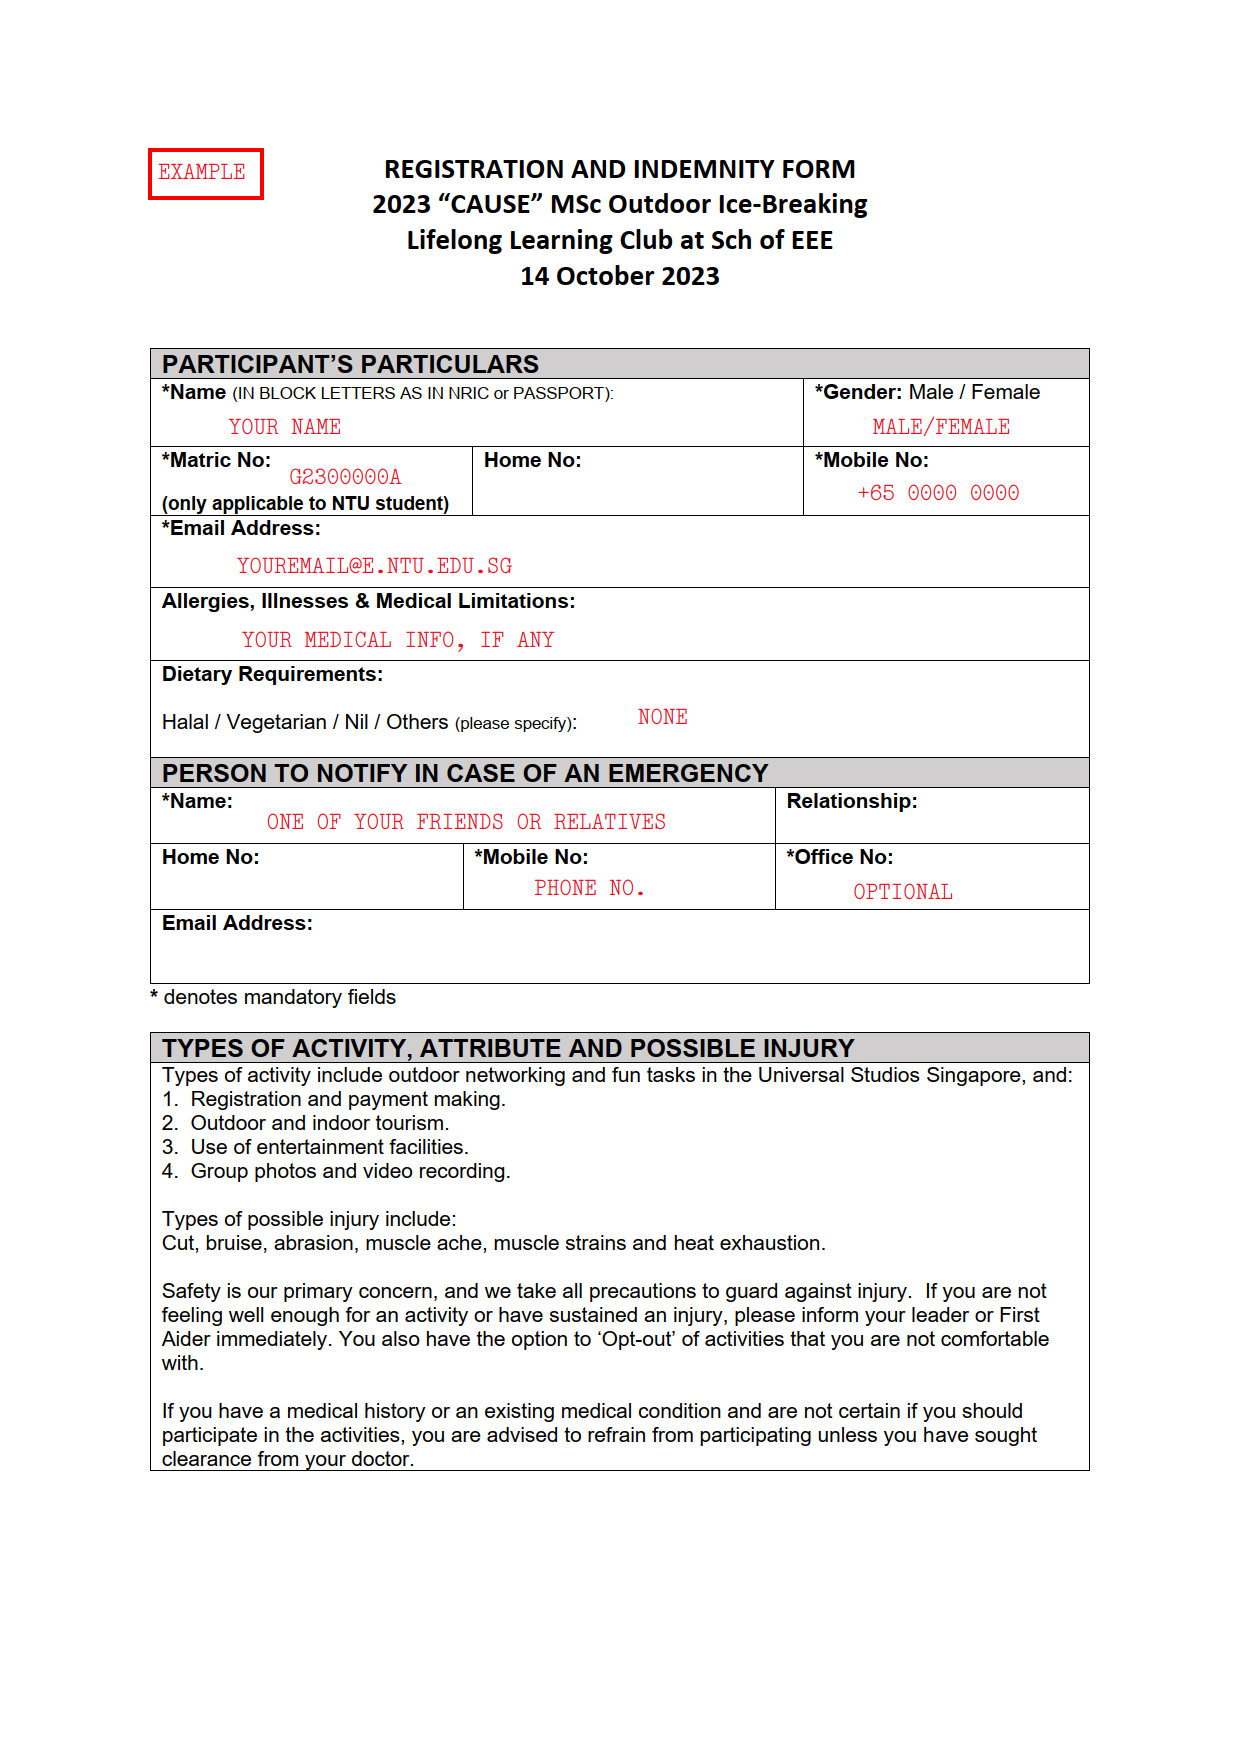 EXAMPLE
REGISTRATION AND INDEMNITY FORM
2023 “CAUSE” MSc Outdoor Ice-Breaking
Lifelong Learning Club at Sch of EEE
14 October 2023
PARTICIPANT’S PARTICULARS
*Name (IN BLOCK LETTERS AS IN NRIC or PASSPORT):
YOUR NAME
*Gender: Male / Female
MALE/FEMALE
*Matric No:
G2300000A
(only applicable to NTU student)
Home No:
*Mobile No:
+65 0000 0000
*Email Address:
YOUREMAIL@E.NTU.EDU.SG
Allergies, Illnesses & Medical Limitations:
YOUR MEDICAL INFO, IF ANY
Dietary Requirements:
Halal / Vegetarian / Nil / Others (please specify): NONE
PERSON TO NOTIFY IN CASE OF AN EMERGENCY
*Name:
ONE OF YOUR FRIENDS OR RELATIVES
Relationship:
Home No:
*Mobile No:
PHONE NO.
*Office No:
OPTIONAL
Email Address:
* denotes mandatory fields
TYPES OF ACTIVITY, ATTRIBUTE AND POSSIBLE INJURY
Types of activity include outdoor networking and fun tasks in the Universal Studios Singapore, and:
1. Registration and payment making.
2. Outdoor and indoor tourism.
3. Use of entertainment facilities.
4. Group photos and video recording.
Types of possible injury include:
Cut, bruise, abrasion, muscle ache, muscle strains and heat exhaustion.
Safety is our primary concern, and we take all precautions to guard against injury. If you are not
feeling well enough for an activity or have sustained an injury, please inform your leader or First
Aider immediately. You also have the option to ‘Opt-out’ of activities that you are not comfortable
with.
If you have a medical history or an existing medical condition and are not certain if you should
participate in the activities, you are advised to refrain from participating unless you have sought
clearance from your doctor.